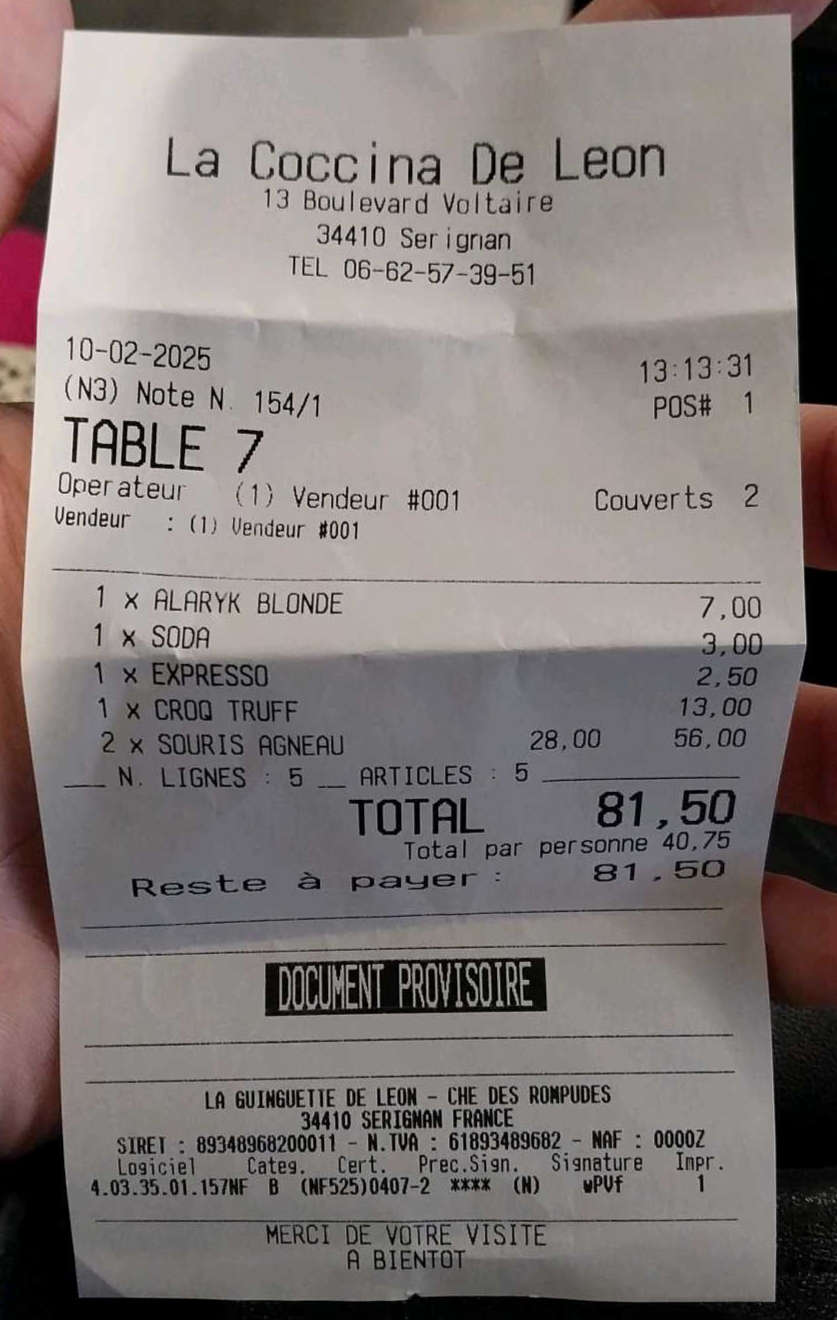 La Coccina De Leon
13 Boulevard Voltaire
34410 Serignan
TEL 06-62-57-39-51
10-02-2025 13:13:31
(N3) Note N. 154/1 POS# 1
TABLE 7
Operateur (1) Vendeur #001 Couverts 2
Vendeur : (1) Vendeur #001
1 x ALARYK BLONDE 7,00
1 x SODA 3,00
1 x EXPRESSO 2,50
1 x CROQ TRUFF 13,00
2 x SOURIS AGNEAU 28,00 56,00
N. LIGNES : 5 ARTICLES : 5
TOTAL 81,50
Total par personne 40,75
Reste à payer : 81,50
DOCUMENT PROVISOIRE
LA GUINGUETTE DE LEON - CHE DES ROMPUDES
34410 SERIGNAN FRANCE
SIRET : 89348968200011 - N.TVA : 61893489682 - NAF : 0000Z
Logiciel Categ. Cert. Prec.Sign. Signature Impr.
4.03.35.01.157NF B (NF525)0407-2 **** (N) wPVf 1
MERCI DE VOTRE VISITE
A BIENTOT